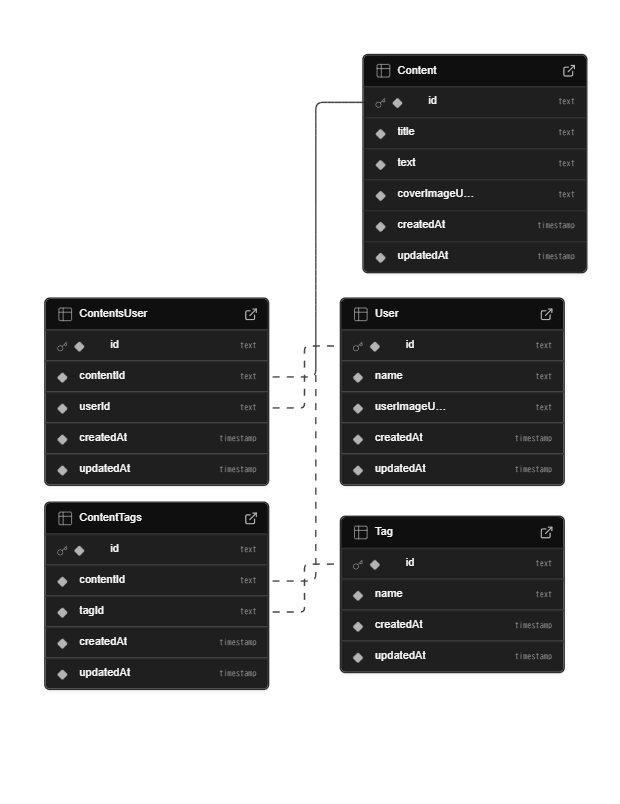 Content
id text
title text
text text
coverImageU... text
createdAt timestamp
updatedAt timestamp
ContentsUser
id text
contentId text
userId text
createdAt timestamp
updatedAt timestamp
User
id text
name text
userImageU... text
createdAt timestamp
updatedAt timestamp
ContentTags
id text
contentId text
tagId text
createdAt timestamp
updatedAt timestamp
Tag
id text
name text
createdAt timestamp
updatedAt timestamp